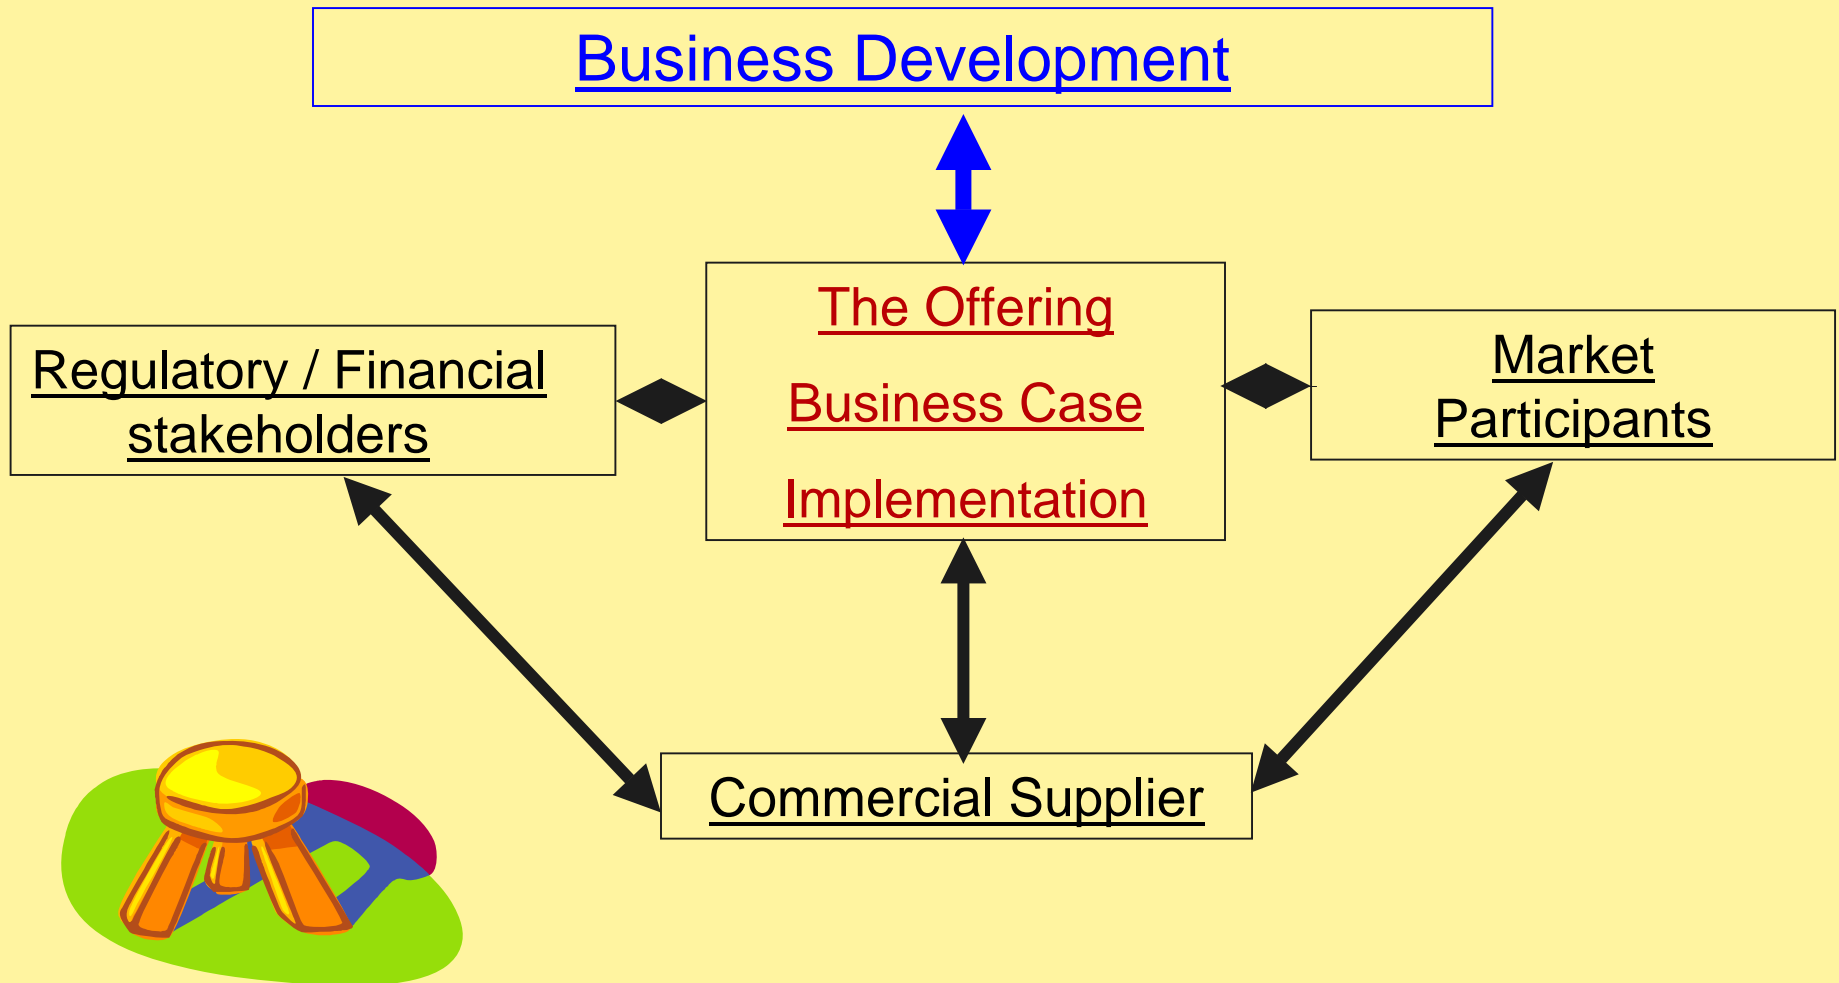 Business Development
The Offering
Business Case
Implementation
Regulatory / Financial
stakeholders
Market
Participants
Commercial Supplier